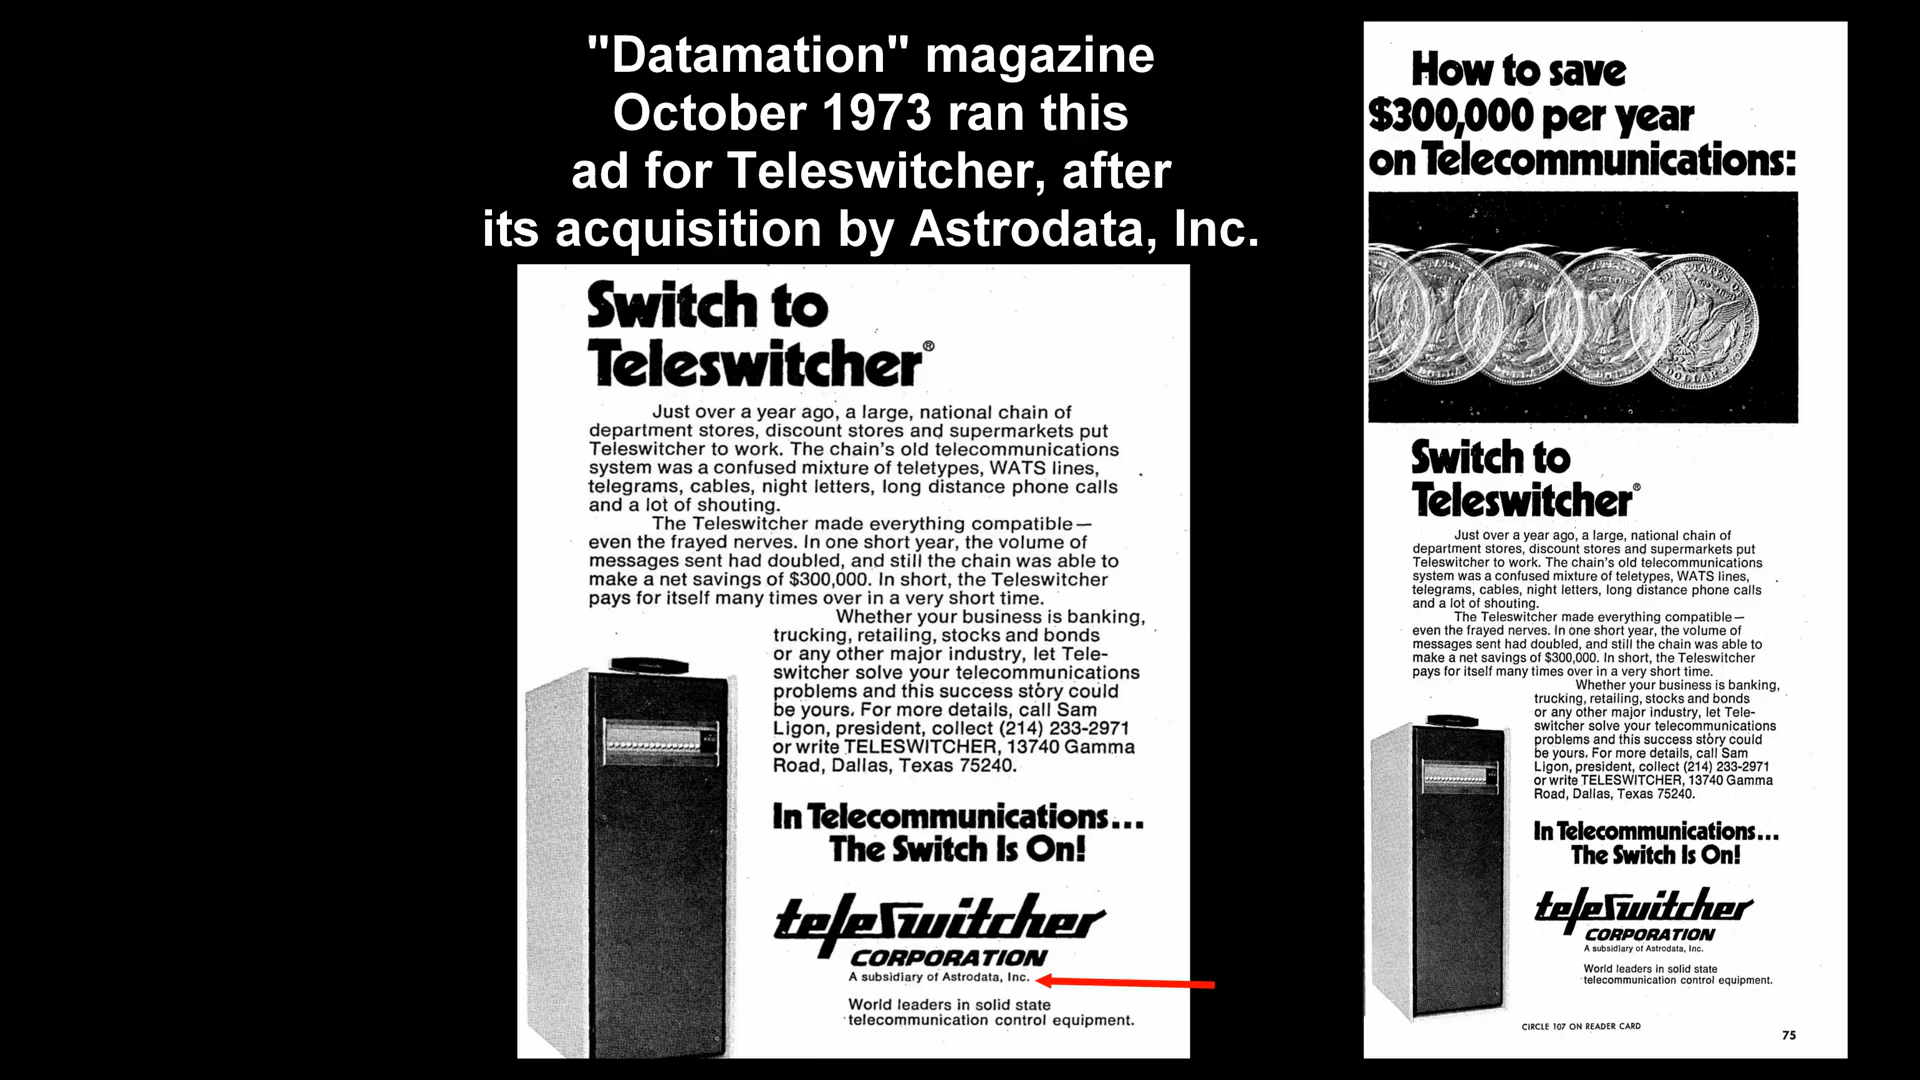 "Datamation" magazine
October 1973 ran this
ad for Teleswitcher, after
its acquisition by Astrodata, Inc.
Switch to
Teleswitcher®
Just over a year ago, a large, national chain of
department stores, discount stores and supermarkets put
Teleswitcher to work. The chain's old telecommunications
system was a confused mixture of teletypes, WATS lines,
telegrams, cables, night letters, long distance phone calls
and a lot of shouting.
The Teleswitcher made everything compatible—
even the frayed nerves. In one short year, the volume of
messages sent had doubled, and still the chain was able to
make a net savings of $300,000. In short, the Teleswitcher
pays for itself many times over in a very short time.
Whether your business is banking,
trucking, retailing, stocks and bonds
or any other major industry, let Tele-
switcher solve your telecommunications
problems and this success story could
be yours. For more details, call Sam
Ligon, president, collect (214) 233-2971
or write TELESWITCHER, 13740 Gamma
Road, Dallas, Texas 75240.
In Telecommunications...
The Switch Is On!
teleswitcher
CORPORATION
A subsidiary of Astrodata, Inc.
World leaders in solid state
telecommunication control equipment.
How to save
$300,000 per year
on Telecommunications:
Switch to
Teleswitcher®
Just over a year ago, a large, national chain of
department stores, discount stores and supermarkets put
Teleswitcher to work. The chain's old telecommunications
system was a confused mixture of teletypes, WATS lines,
telegrams, cables, night letters, long distance phone calls
and a lot of shouting.
The Teleswitcher made everything compatible—
even the frayed nerves. In one short year, the volume of
messages sent had doubled, and still the chain was able to
make a net savings of $300,000. In short, the Teleswitcher
pays for itself many times over in a very short time.
Whether your business is banking,
trucking, retailing, stocks and bonds
or any other major industry, let Tele-
switcher solve your telecommunications
problems and this success story could
be yours. For more details, call Sam
Ligon, president, collect (214) 233-2971
or write TELESWITCHER, 13740 Gamma
Road, Dallas, Texas 75240.
In Telecommunications...
The Switch Is On!
teleswitcher
CORPORATION
A subsidiary of Astrodata, Inc.
World leaders in solid state
telecommunication control equipment.
CIRCLE 107 ON READER CARD
75